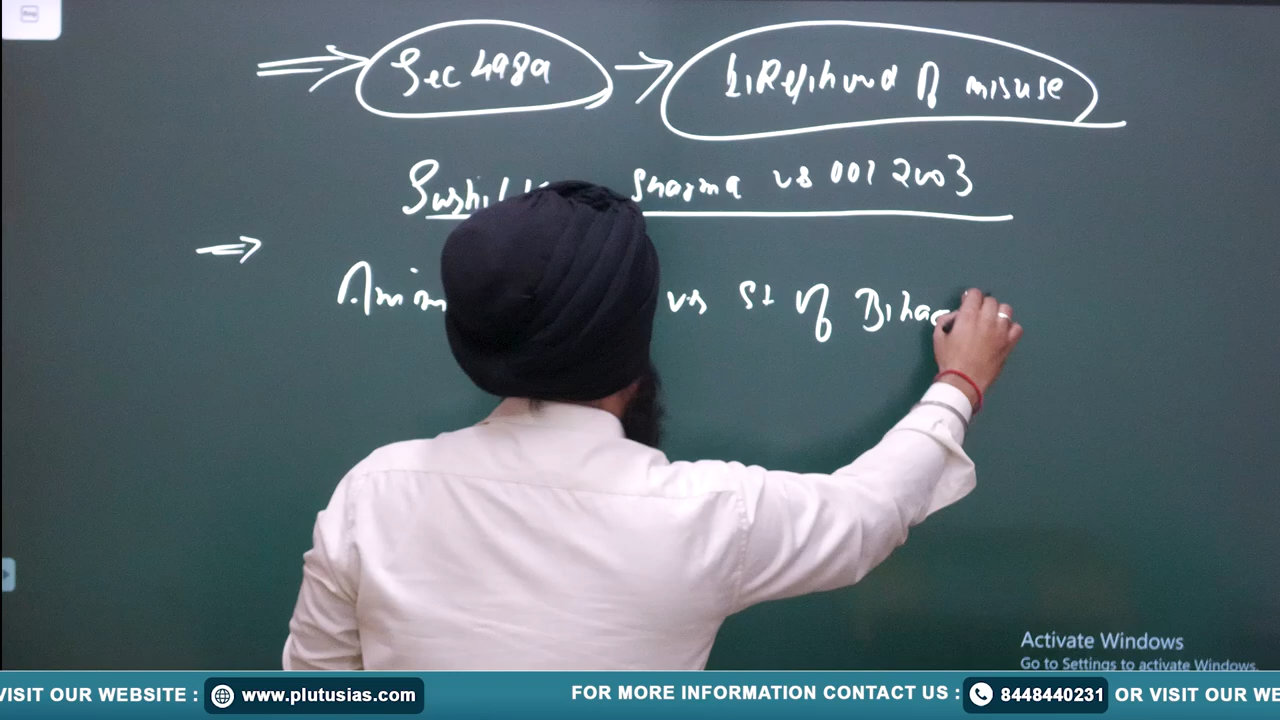 Sec 498a → Likelihood of misuse
Sharma vs UOI 2003
vs St of Bihar
Activate Windows
Go to Settings to activate Windows.
VISIT OUR WEBSITE : www.plutusias.com FOR MORE INFORMATION CONTACT US : 8448440231 OR VISIT OUR WE